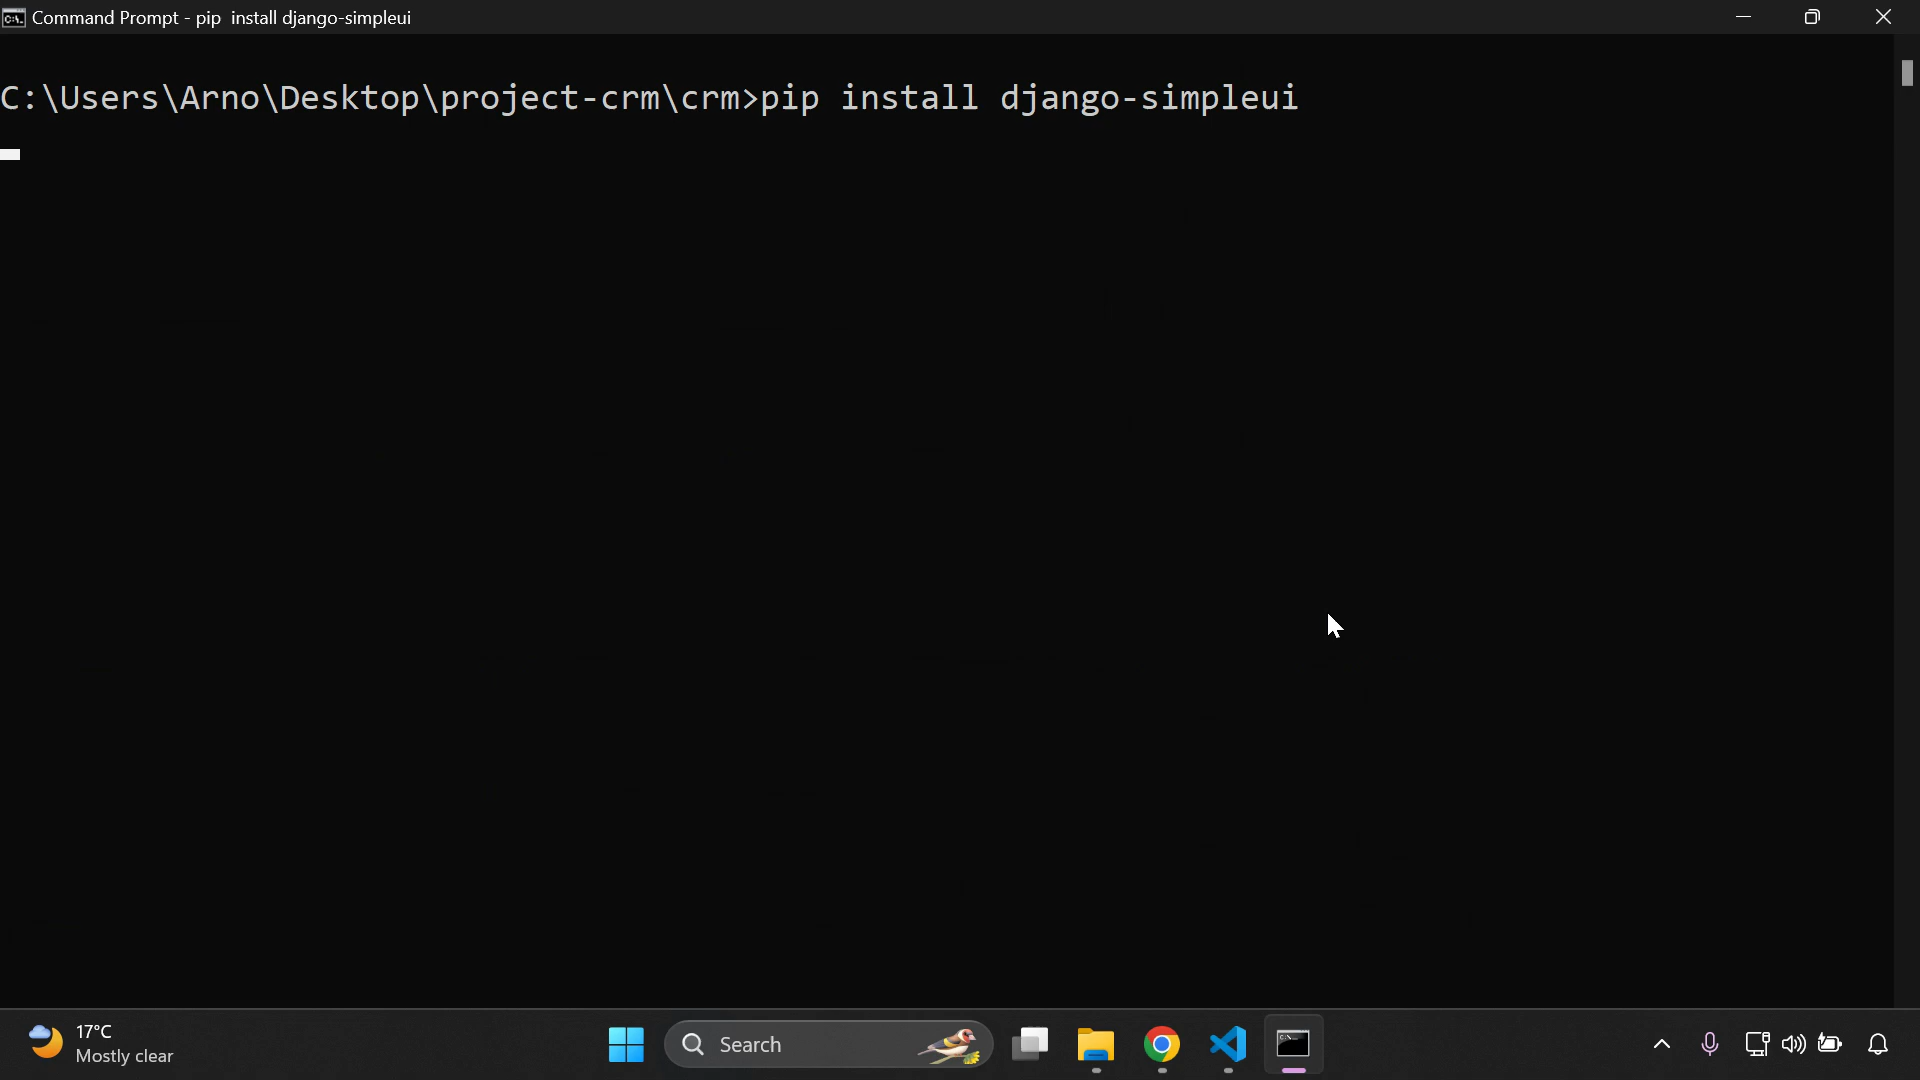 Command Prompt - pip  install django-simpleui
C:\Users\Arno\Desktop\project-crm\crm>pip install django-simpleui
17°C
Mostly clear
Search